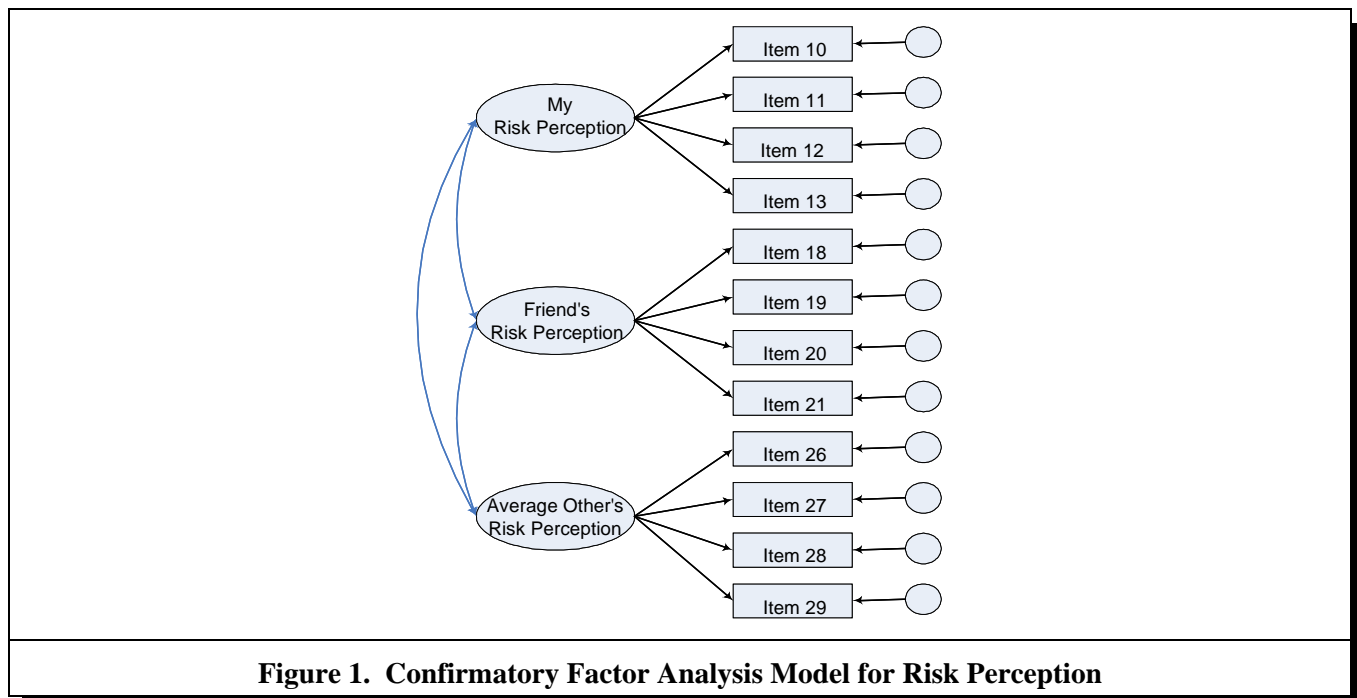 My
Risk Perception
Item 10
Item 11
Item 12
Item 13
Friend's
Risk Perception
Item 18
Item 19
Item 20
Item 21
Average Other's
Risk Perception
Item 26
Item 27
Item 28
Item 29
Figure 1. Confirmatory Factor Analysis Model for Risk Perception